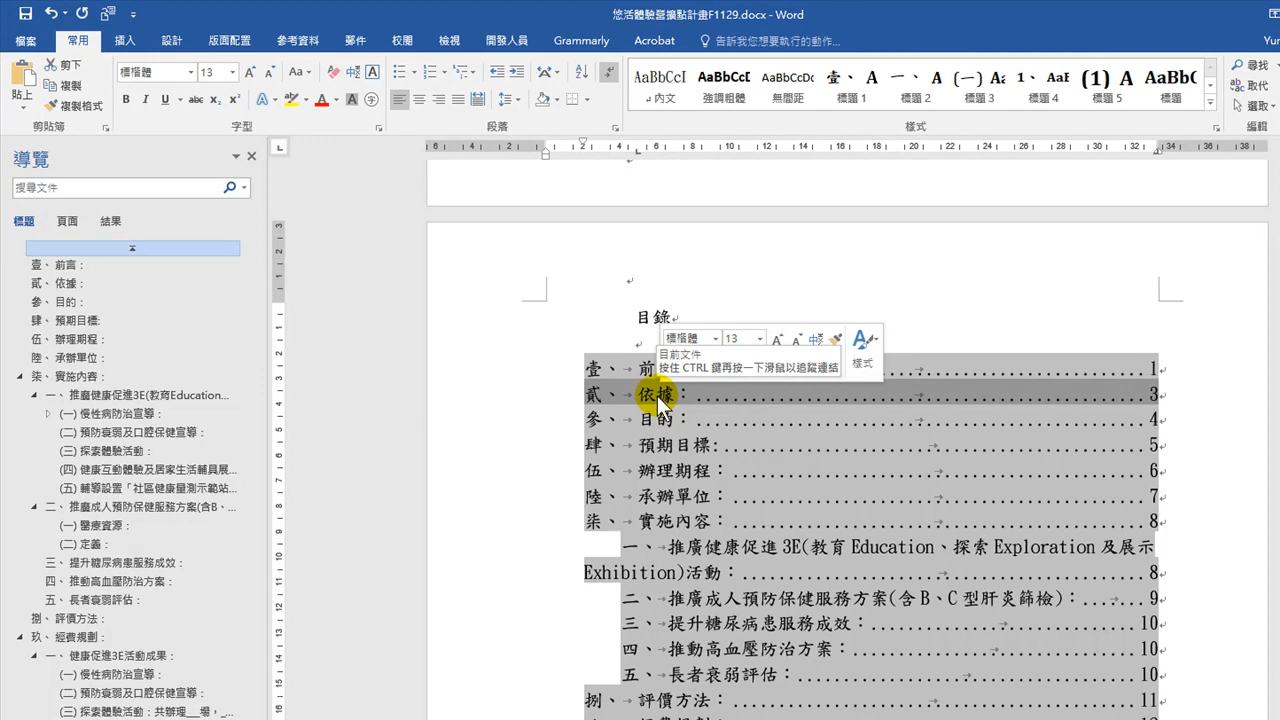 悠活體驗營擴點計畫F1129.docx - Word
檔案 常用 插入 設計 版面配置 參考資料 郵件 校閱 檢視 開發人員 Grammarly Acrobat 告訴我您想要執行的動作...
貼上
剪下
複製
複製格式
標楷體 13
AaBbCcI AaBbCcD AaBbCcDc 壹、A 一、A (一) Az 1、AaB (1) A AaBbC
內文 強調粗體 無間距 標題 1 標題 2 標題 3 標題 4 標題 5 標題
尋找
取代
選取
剪貼簿 字型 段落 樣式 編輯
導覽
搜尋文件
標題 頁面 結果
壹、 前言：
貳、 依據：
參、 目的：
肆、 預期目標:
伍、 辦理期程：
陸、 承辦單位：
柒、 實施內容：
一、 推廣健康促進3E(教育Education...
(一) 慢性病防治宣導：
(二) 預防衰弱及口腔保健宣導：
(三) 探索體驗活動：
(四) 健康互動體驗及居家生活輔具展...
(五) 輔導設置「社區健康量測示範站...
二、 推廣成人預防保健服務方案(含B、...
(一) 醫療資源：
(二) 定義：
三、 提升糖尿病患服務成效：
四、 推動高血壓防治方案：
五、 長者衰弱評估：
捌、 評價方法：
玖、 經費規劃：
一、 健康促進3E活動成果：
(一) 慢性病防治宣導：
(二) 預防衰弱及口腔保健宣導：
(三) 探索體驗活動：共辦理__場，...
目錄
標楷體 13
樣式
目前文件
按住 CTRL 鍵再按一下滑鼠以追蹤連結
壹、 前 1
貳、 依據： 3
參、 目的： 4
肆、 預期目標: 5
伍、 辦理期程： 6
陸、 承辦單位： 7
柒、 實施內容： 8
一、 推廣健康促進 3E(教育 Education、探索 Exploration 及展示
Exhibition)活動： 8
二、 推廣成人預防保健服務方案(含 B、C 型肝炎篩檢)： 9
三、 提升糖尿病患服務成效： 10
四、 推動高血壓防治方案： 10
五、 長者衰弱評估： 10
捌、 評價方法： 11